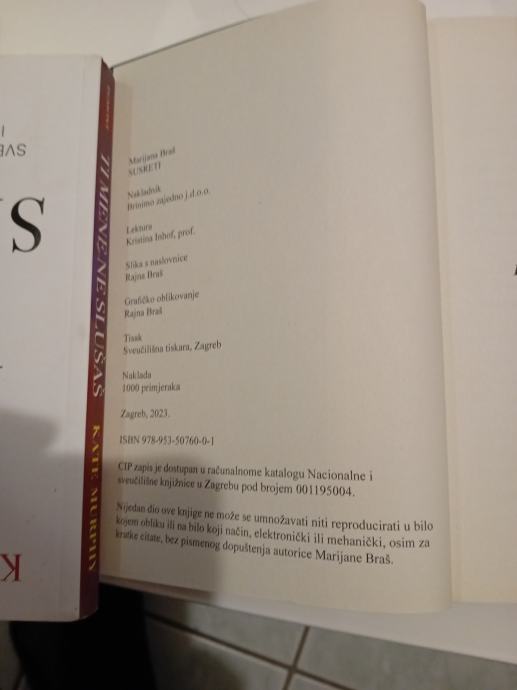 SVE
S
K
TI MENE NE SLUŠAŠ KATE MURPHY
Marijana Braš
SUSRETI
Nakladnik
Brinimo zajedno j.d.o.o.
Lektura
Kristina Inhof, prof.
Slika s naslovnice
Rajna Braš
Grafičko oblikovanje
Rajna Braš
Tisak
Sveučilišna tiskara, Zagreb
Naklada
1000 primjeraka
Zagreb, 2023.
ISBN 978-953-50760-0-1
CIP zapis je dostupan u računalnome katalogu Nacionalne i
sveučilišne knjižnice u Zagrebu pod brojem 001195004.
Nijedan dio ove knjige ne može se umnožavati niti reproducirati u bilo
kojem obliku ili na bilo koji način, elektronički ili mehanički, osim za
kratke citate, bez pismenog dopuštenja autorice Marijane Braš.